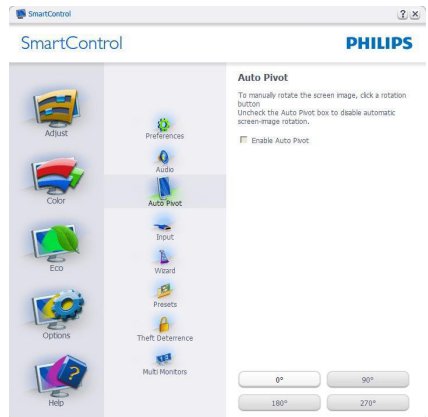 SmartControl
? ×
SmartControl
PHILIPS
Adjust
Color
Eco
Options
Help
Preferences
Audio
Auto Pivot
Input
Wizard
Presets
Theft Deterrence
Multi Monitors
Auto Pivot
To manually rotate the screen image, click a rotation
button
Uncheck the Auto Pivot box to disable automatic
screen-image rotation.
Enable Auto Pivot
0°
90°
180°
270°